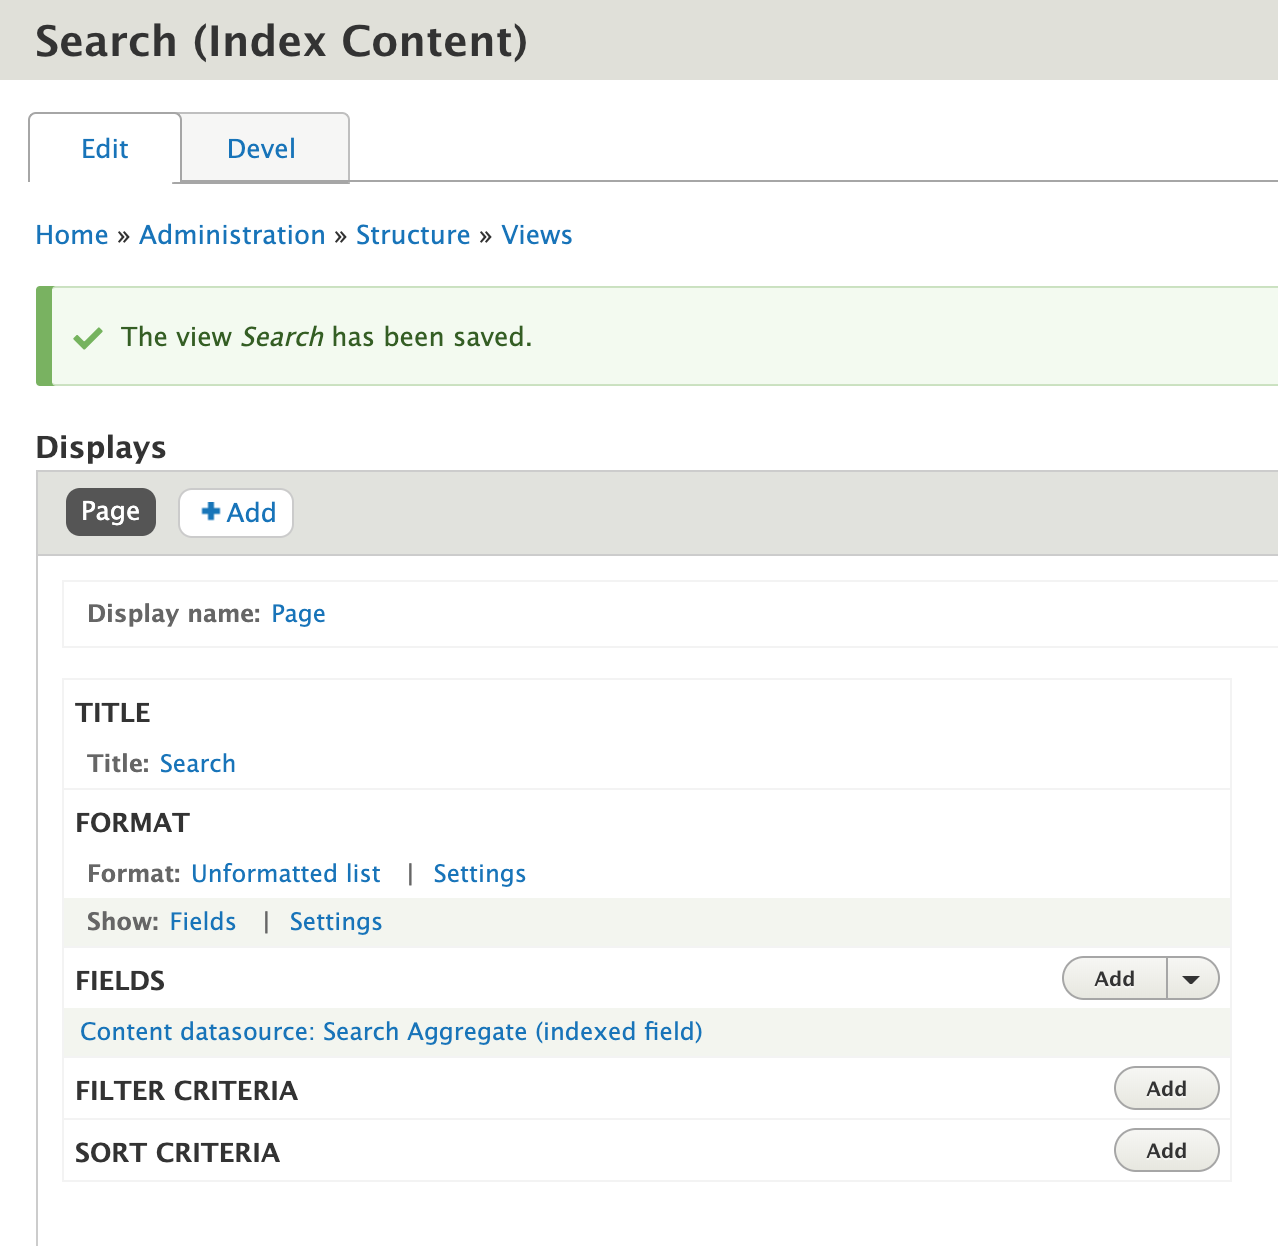 Search (Index Content)
Edit Devel
Home » Administration » Structure » Views
The view Search has been saved.
Displays
Page Add
Display name: Page
TITLE
Title: Search
FORMAT
Format: Unformatted list | Settings
Show: Fields | Settings
FIELDS Add
Content datasource: Search Aggregate (indexed field)
FILTER CRITERIA Add
SORT CRITERIA Add